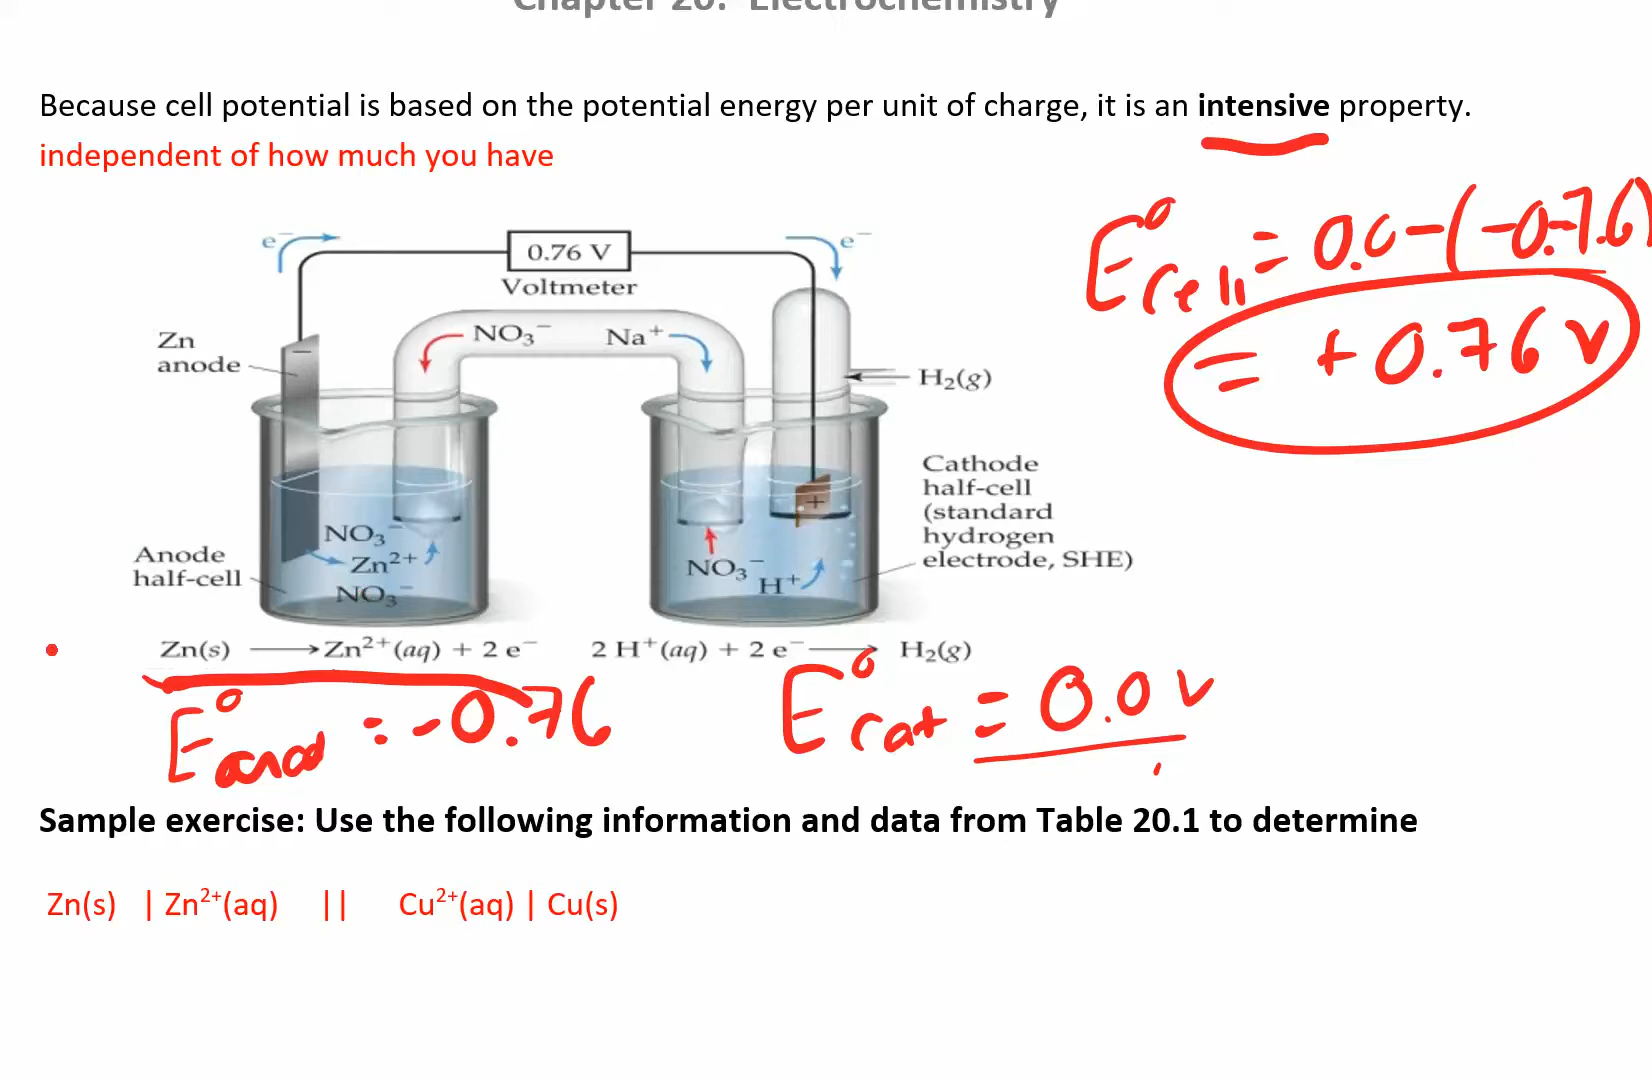 Chapter 20: Electrochemistry
Because cell potential is based on the potential energy per unit of charge, it is an intensive property.
independent of how much you have
E°cell = 0.0 - (-0.76)
= +0.76 v
e⁻
0.76 V
e⁻
Voltmeter
Zn
anode
NO₃⁻
Na⁺
H₂(g)
−
+
Cathode
half-cell
(standard
hydrogen
electrode, SHE)
Anode
half-cell
NO₃⁻
Zn²⁺
NO₃⁻
NO₃⁻
H⁺
Zn(s) ⟶ Zn²⁺(aq) + 2 e⁻
2 H⁺(aq) + 2 e⁻ ⟶ H₂(g)
E°anod = -0.76
E°cat = 0.0 v
Sample exercise: Use the following information and data from Table 20.1 to determine
Zn(s) | Zn²⁺(aq) || Cu²⁺(aq) | Cu(s)